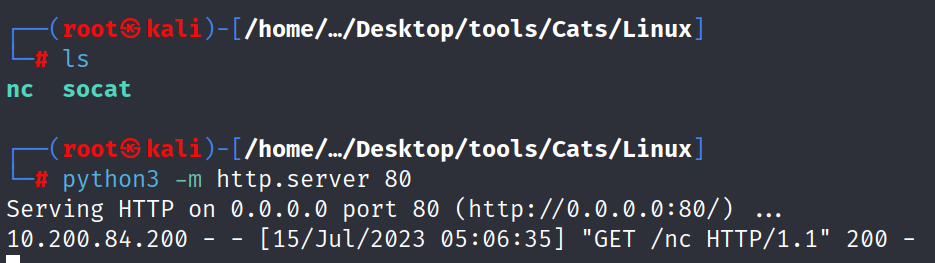 ┌──(root㉿kali)-[/home/…/Desktop/tools/Cats/Linux]
└─# ls
nc  socat
┌──(root㉿kali)-[/home/…/Desktop/tools/Cats/Linux]
└─# python3 -m http.server 80
Serving HTTP on 0.0.0.0 port 80 (http://0.0.0.0:80/) ...
10.200.84.200 - - [15/Jul/2023 05:06:35] "GET /nc HTTP/1.1" 200 -